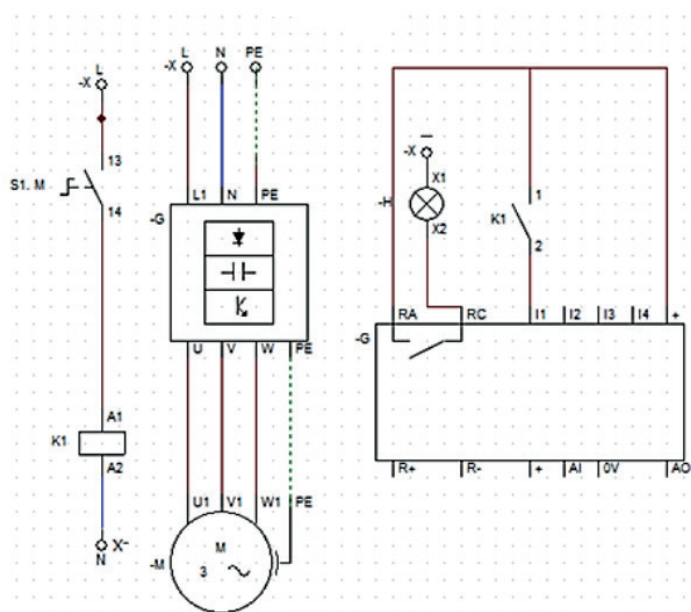 L
-X
13
S1. M
14
A1
K1
A2
X-
N
L N PE
-X
L1 N PE
-G
U V W PE
U1 V1 W1 PE
M
-M 3
-X
X1
-H
X2
1
K1
2
RA RC I1 I2 I3 I4 +
-G
R+ R- + AI 0V AO